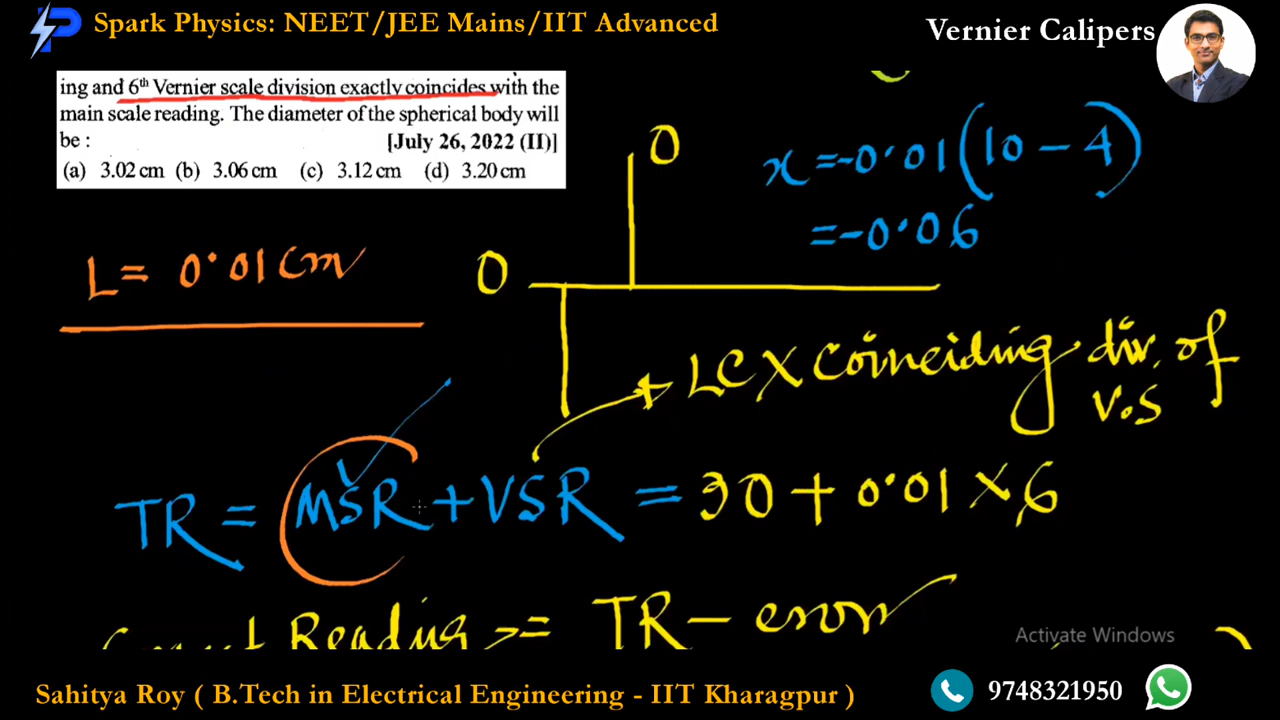 Spark Physics: NEET/JEE Mains/IIT Advanced
Vernier Calipers
ing and 6th Vernier scale division exactly coincides with the
main scale reading. The diameter of the spherical body will
be : [July 26, 2022 (II)]
(a) 3.02 cm (b) 3.06 cm (c) 3.12 cm (d) 3.20 cm
0
x = -0.01(10 - 4)
= -0.06
L = 0.01 cm
0
LC X Coinciding div. of
V.S
TR = MSR + VSR = 30 + 0.01 × 6
Reading = TR - error
Activate Windows
Sahitya Roy ( B.Tech in Electrical Engineering - IIT Kharagpur )
9748321950